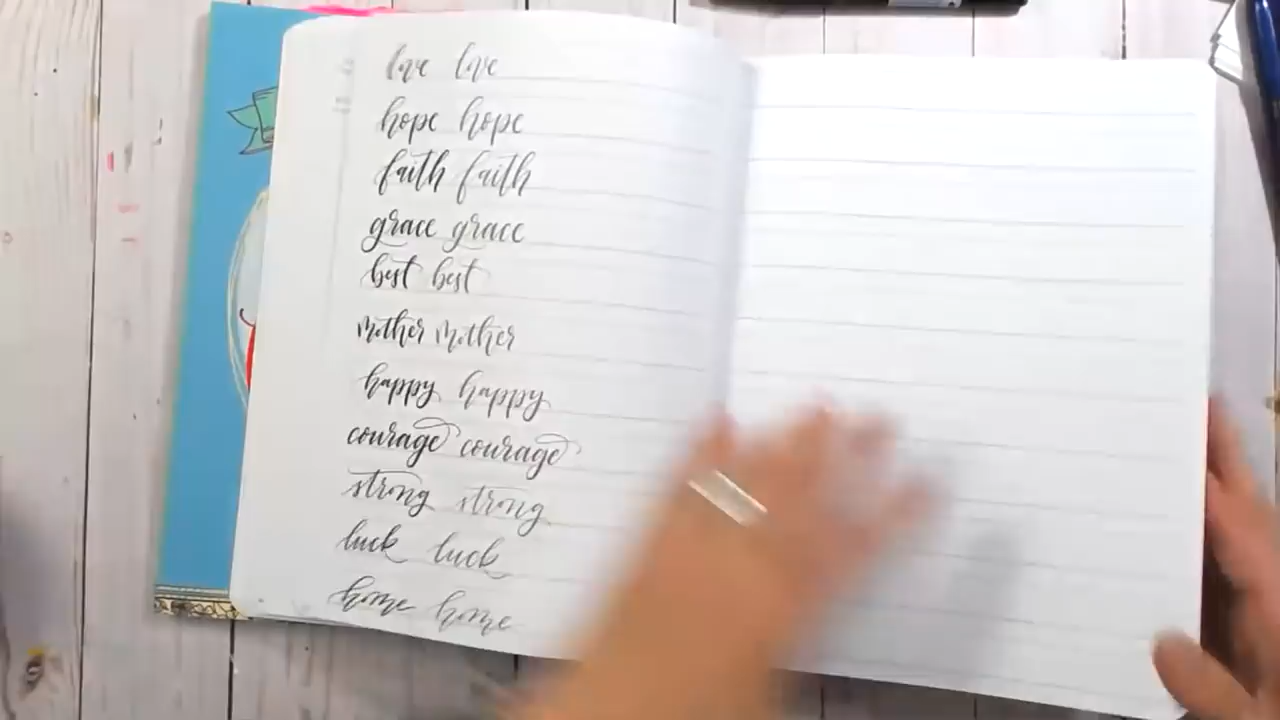 love love
hope hope
faith faith
grace grace
best best
mother mother
happy happy
courage courage
strong strong
luck luck
home home